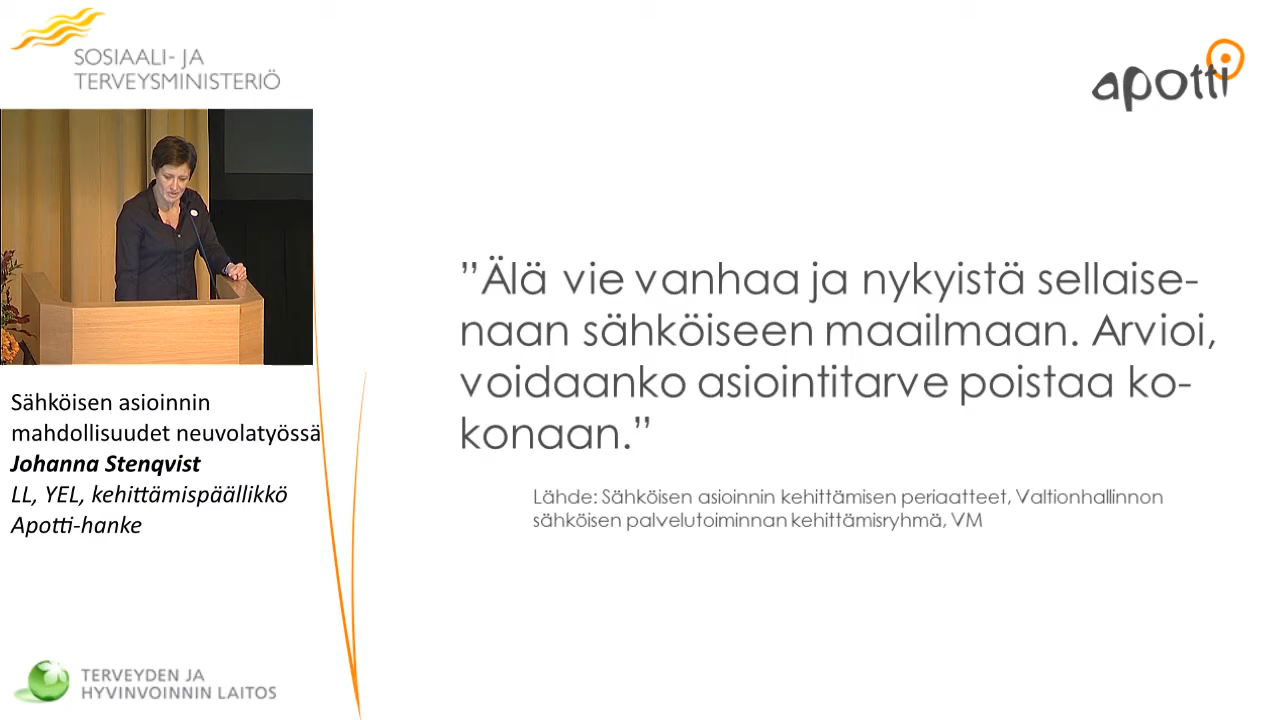 SOSIAALI- JA
TERVEYSMINISTERIÖ
apotti
Sähköisen asioinnin
mahdollisuudet neuvolatyössä
Johanna Stenqvist
LL, YEL, kehittämispäällikkö
Apotti-hanke
”Älä vie vanhaa ja nykyistä sellaise-
naan sähköiseen maailmaan. Arvioi,
voidaanko asiointitarve poistaa ko-
konaan.”
Lähde: Sähköisen asioinnin kehittämisen periaatteet, Valtionhallinnon
sähköisen palvelutoiminnan kehittämisryhmä, VM
TERVEYDEN JA
HYVINVOINNIN LAITOS